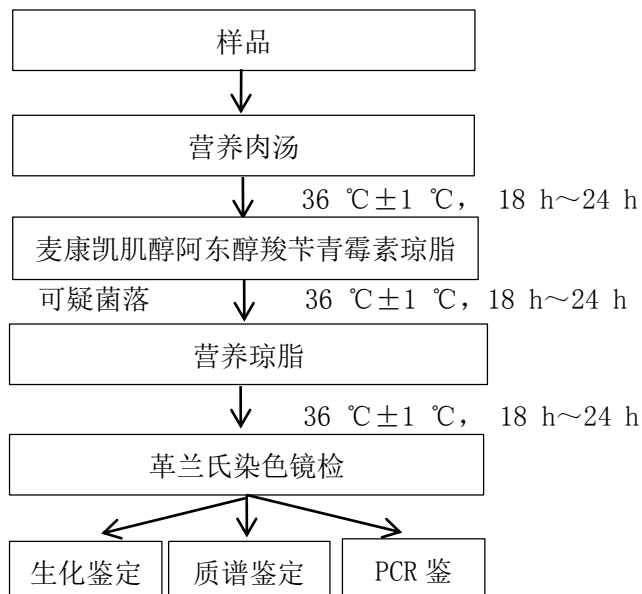 样品
营养肉汤
36 ℃±1 ℃， 18 h～24 h
麦康凯肌醇阿东醇羧苄青霉素琼脂
可疑菌落 36 ℃±1 ℃，18 h～24 h
营养琼脂
36 ℃±1 ℃， 18 h～24 h
革兰氏染色镜检
生化鉴定 质谱鉴定 PCR 鉴